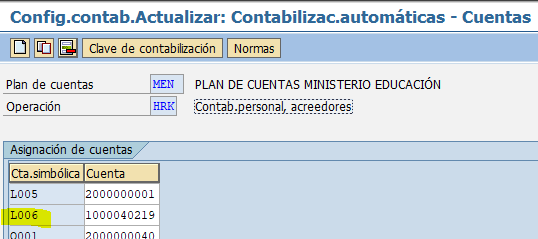 Config.contab.Actualizar: Contabilizac.automáticas - Cuentas
Clave de contabilización Normas
Plan de cuentas MEN PLAN DE CUENTAS MINISTERIO EDUCACIÓN
Operación HRK Contab.personal, acreedores
Asignación de cuentas
Cta.simbólica Cuenta
L005 2000000001
L006 1000040219
Q001 2000000040